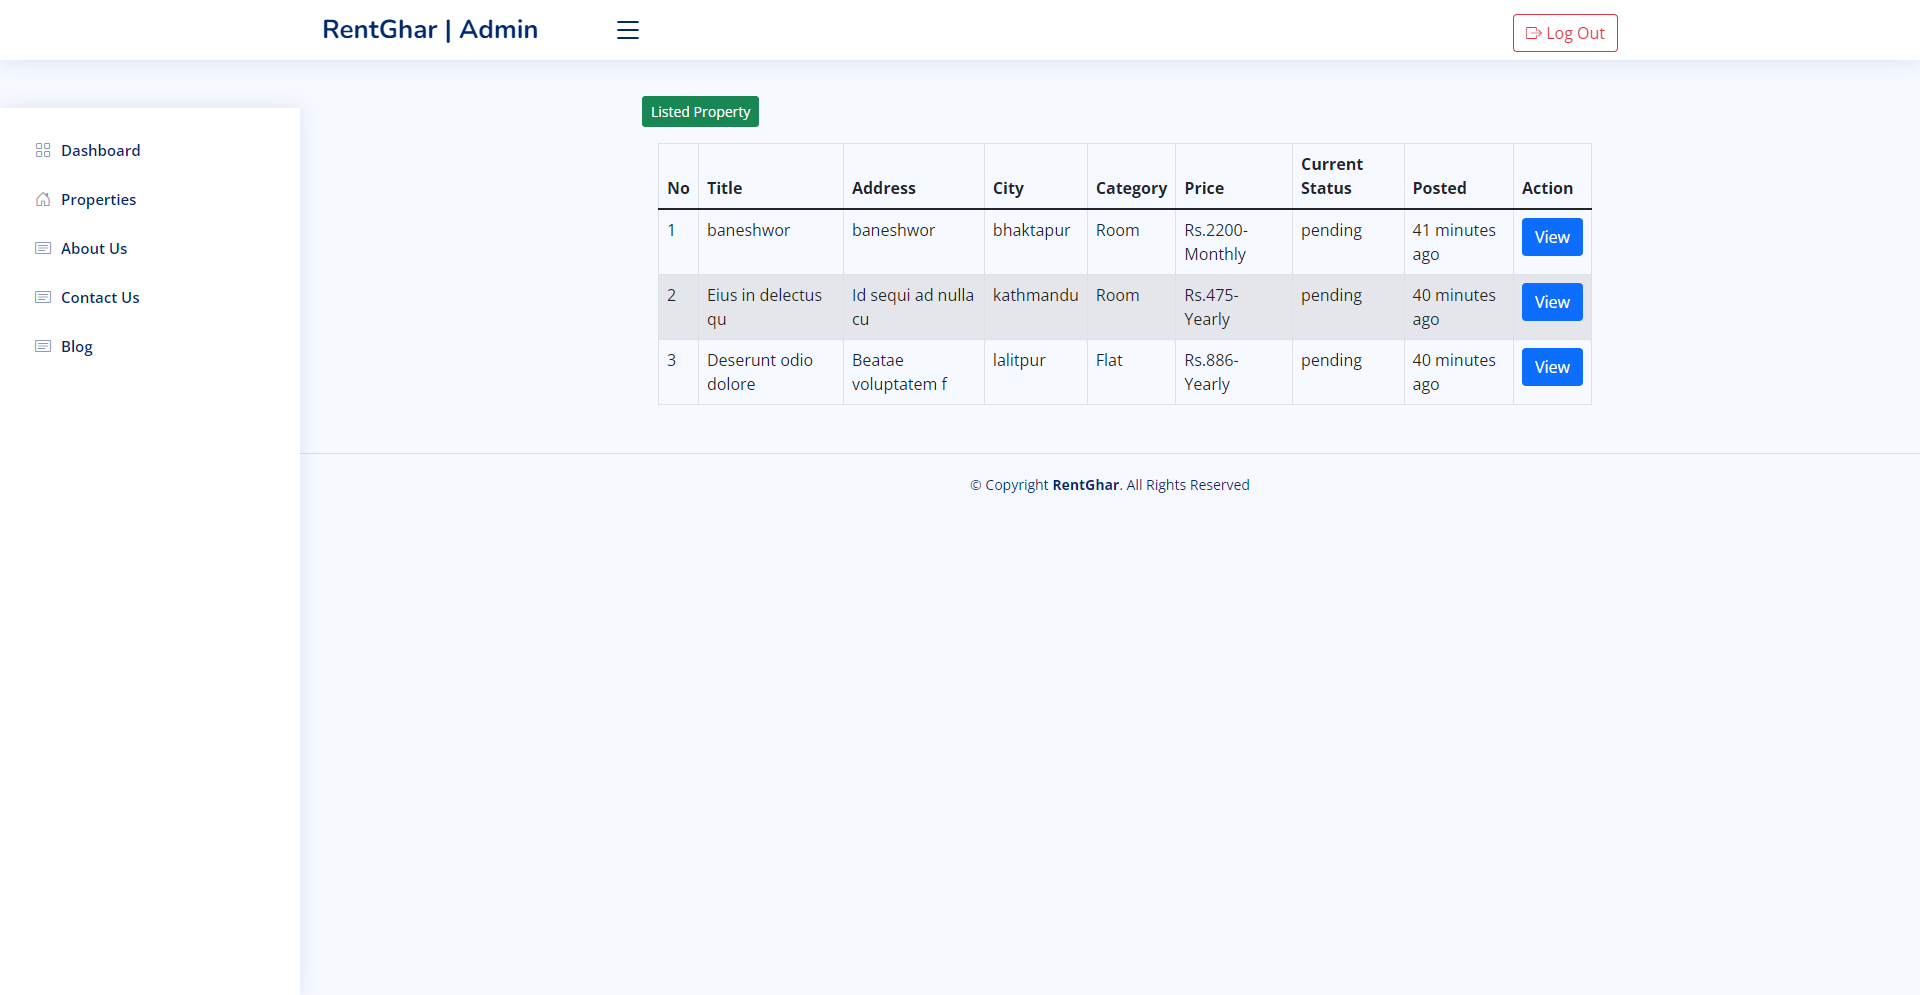 RentGhar | Admin
Log Out
Dashboard
Properties
About Us
Contact Us
Blog
Listed Property
No Title Address City Category Price Current Status Posted Action
1 baneshwor baneshwor bhaktapur Room Rs.2200-Monthly pending 41 minutes ago View
2 Eius in delectus qu Id sequi ad nulla cu kathmandu Room Rs.475-Yearly pending 40 minutes ago View
3 Deserunt odio dolore Beatae voluptatem f lalitpur Flat Rs.886-Yearly pending 40 minutes ago View
© Copyright RentGhar. All Rights Reserved